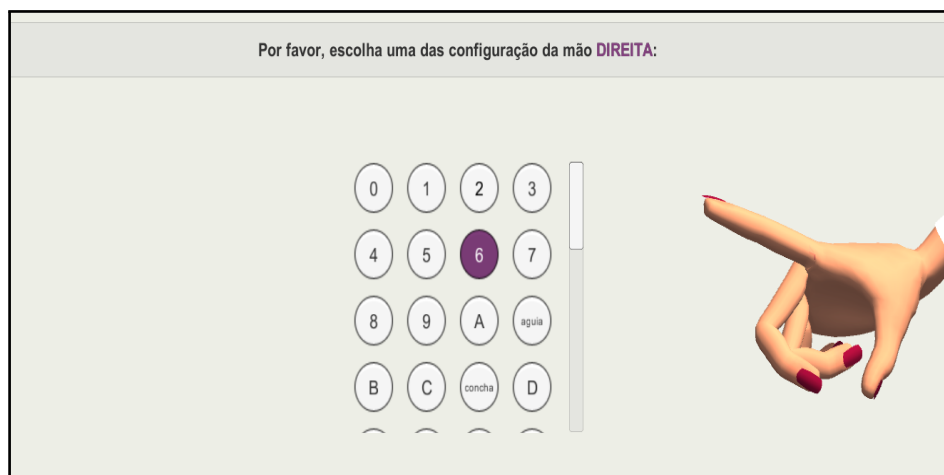 Por favor, escolha uma das configuração da mão DIREITA:
0 1 2 3
4 5 6 7
8 9 A aguia
B C concha D